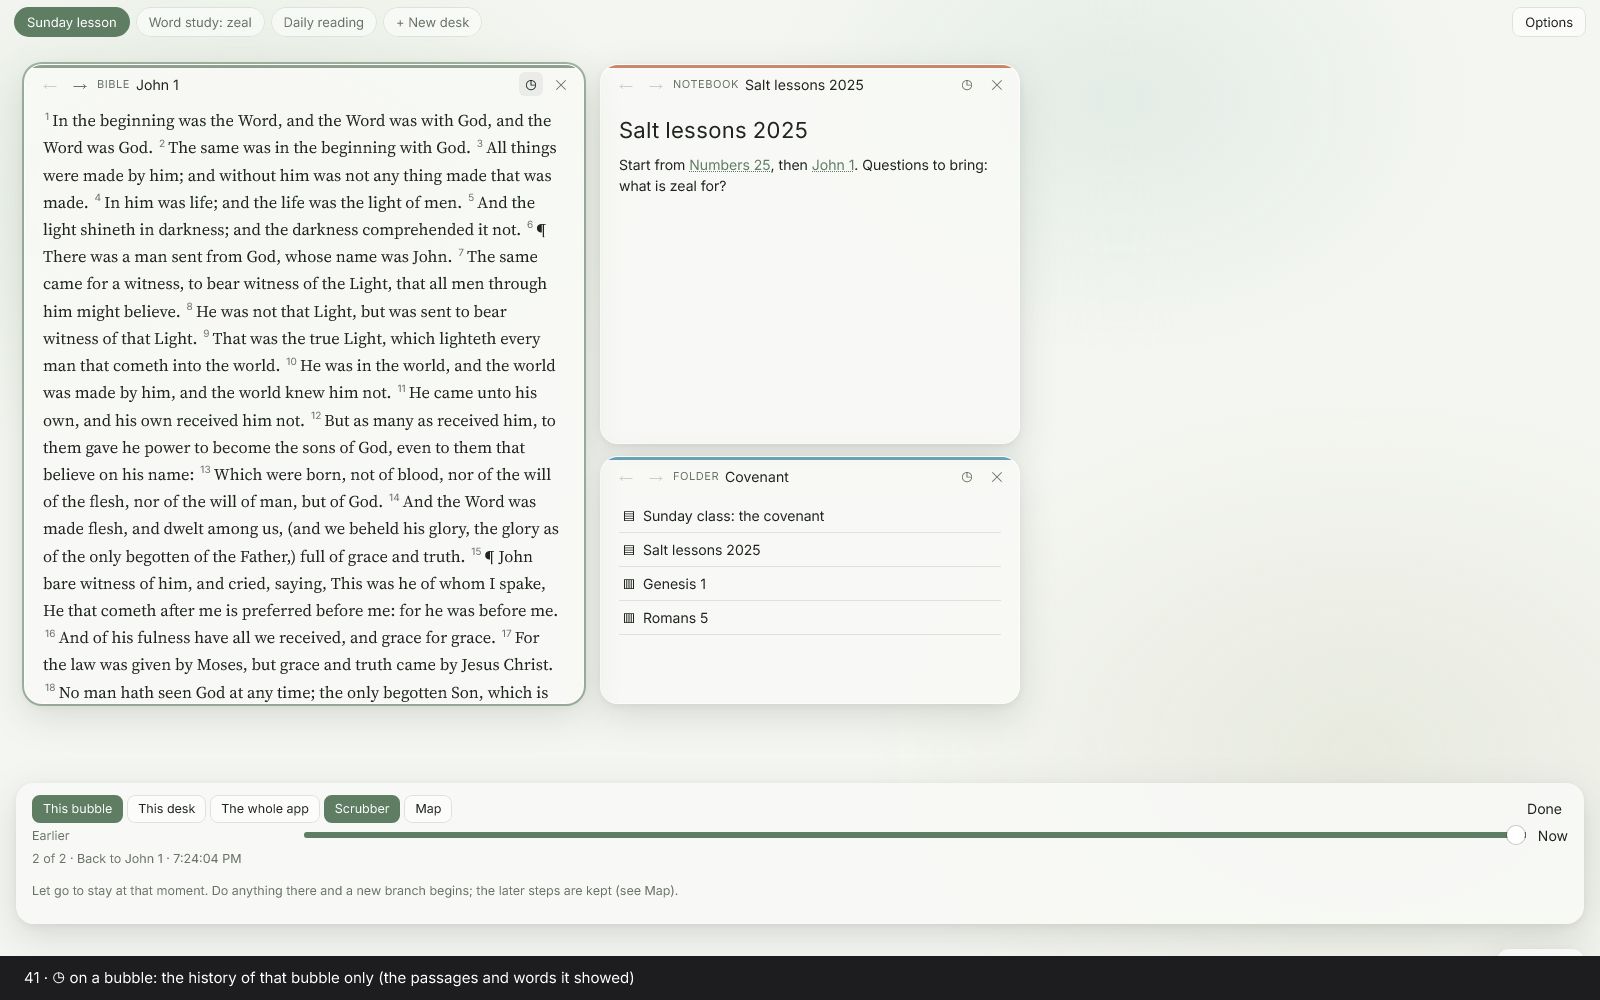 Sunday lesson
Word study: zeal
Daily reading
+ New desk
Options
← → BIBLE John 1
1 In the beginning was the Word, and the Word was with God, and the
Word was God. 2 The same was in the beginning with God. 3 All things
were made by him; and without him was not any thing made that was
made. 4 In him was life; and the life was the light of men. 5 And the
light shineth in darkness; and the darkness comprehended it not. 6 ¶
There was a man sent from God, whose name was John. 7 The same
came for a witness, to bear witness of the Light, that all men through
him might believe. 8 He was not that Light, but was sent to bear
witness of that Light. 9 That was the true Light, which lighteth every
man that cometh into the world. 10 He was in the world, and the world
was made by him, and the world knew him not. 11 He came unto his
own, and his own received him not. 12 But as many as received him, to
them gave he power to become the sons of God, even to them that
believe on his name: 13 Which were born, not of blood, nor of the will
of the flesh, nor of the will of man, but of God. 14 And the Word was
made flesh, and dwelt among us, (and we beheld his glory, the glory as
of the only begotten of the Father,) full of grace and truth. 15 ¶ John
bare witness of him, and cried, saying, This was he of whom I spake,
He that cometh after me is preferred before me: for he was before me.
16 And of his fulness have all we received, and grace for grace. 17 For
the law was given by Moses, but grace and truth came by Jesus Christ.
18 No man hath seen God at any time; the only begotten Son, which is
← → NOTEBOOK Salt lessons 2025
Salt lessons 2025
Start from Numbers 25, then John 1. Questions to bring:
what is zeal for?
← → FOLDER Covenant
Sunday class: the covenant
Salt lessons 2025
Genesis 1
Romans 5
This bubble
This desk
The whole app
Scrubber
Map
Done
Earlier
Now
2 of 2 · Back to John 1 · 7:24:04 PM
Let go to stay at that moment. Do anything there and a new branch begins; the later steps are kept (see Map).
41 · ◷ on a bubble: the history of that bubble only (the passages and words it showed)